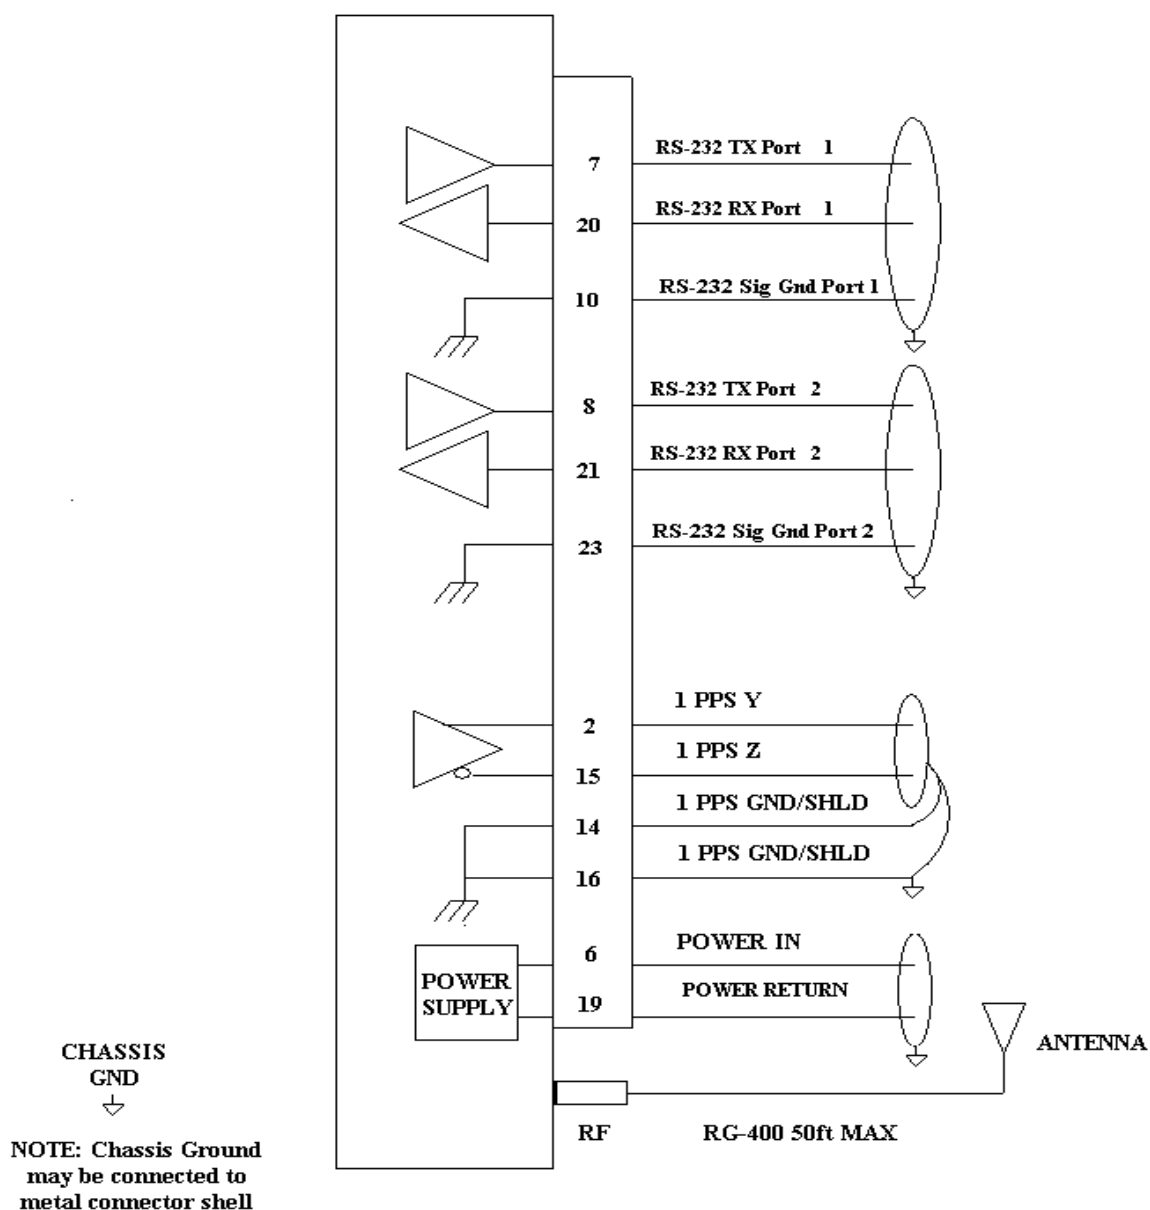 7 RS-232 TX Port 1
20 RS-232 RX Port 1
10 RS-232 Sig Gnd Port 1
8 RS-232 TX Port 2
21 RS-232 RX Port 2
23 RS-232 Sig Gnd Port 2
2 1 PPS Y
15 1 PPS Z
14 1 PPS GND/SHLD
16 1 PPS GND/SHLD
POWER
SUPPLY
6 POWER IN
19 POWER RETURN
ANTENNA
RF RG-400 50ft MAX
CHASSIS
GND
NOTE: Chassis Ground
may be connected to
metal connector shell